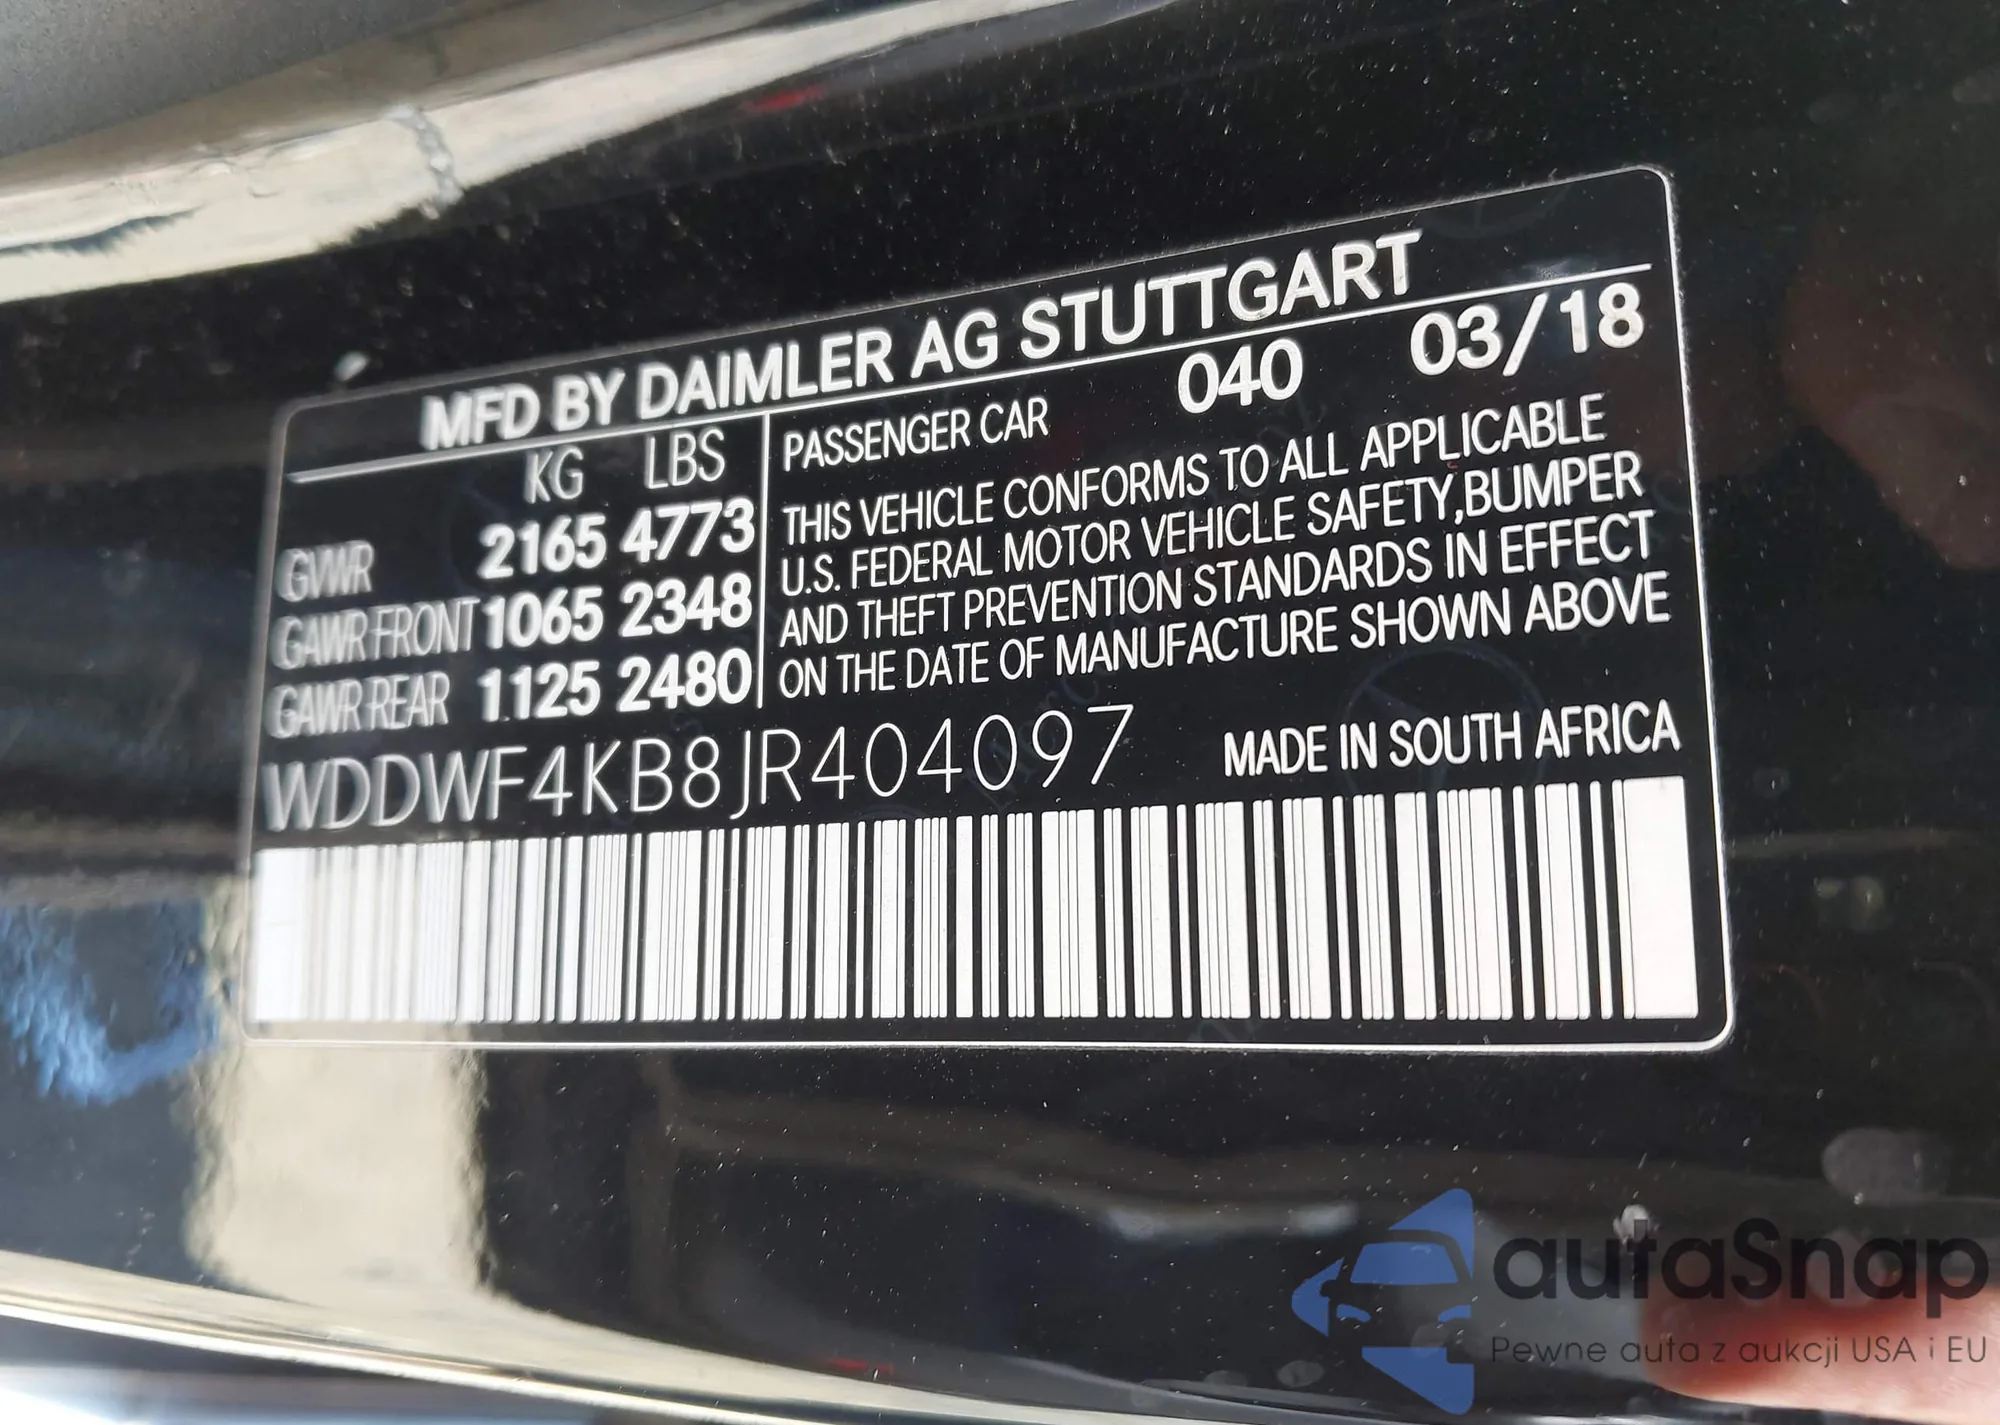 MFD BY DAIMLER AG STUTTGART
KG LBS
GVWR 2165 4773
GAWR FRONT 1065 2348
GAWR REAR 1125 2480
PASSENGER CAR 040 03/18
THIS VEHICLE CONFORMS TO ALL APPLICABLE
U.S. FEDERAL MOTOR VEHICLE SAFETY,BUMPER
AND THEFT PREVENTION STANDARDS IN EFFECT
ON THE DATE OF MANUFACTURE SHOWN ABOVE
WDDWF4KB8JR404097 MADE IN SOUTH AFRICA
autaSnap
Pewne auta z aukcji USA i EU